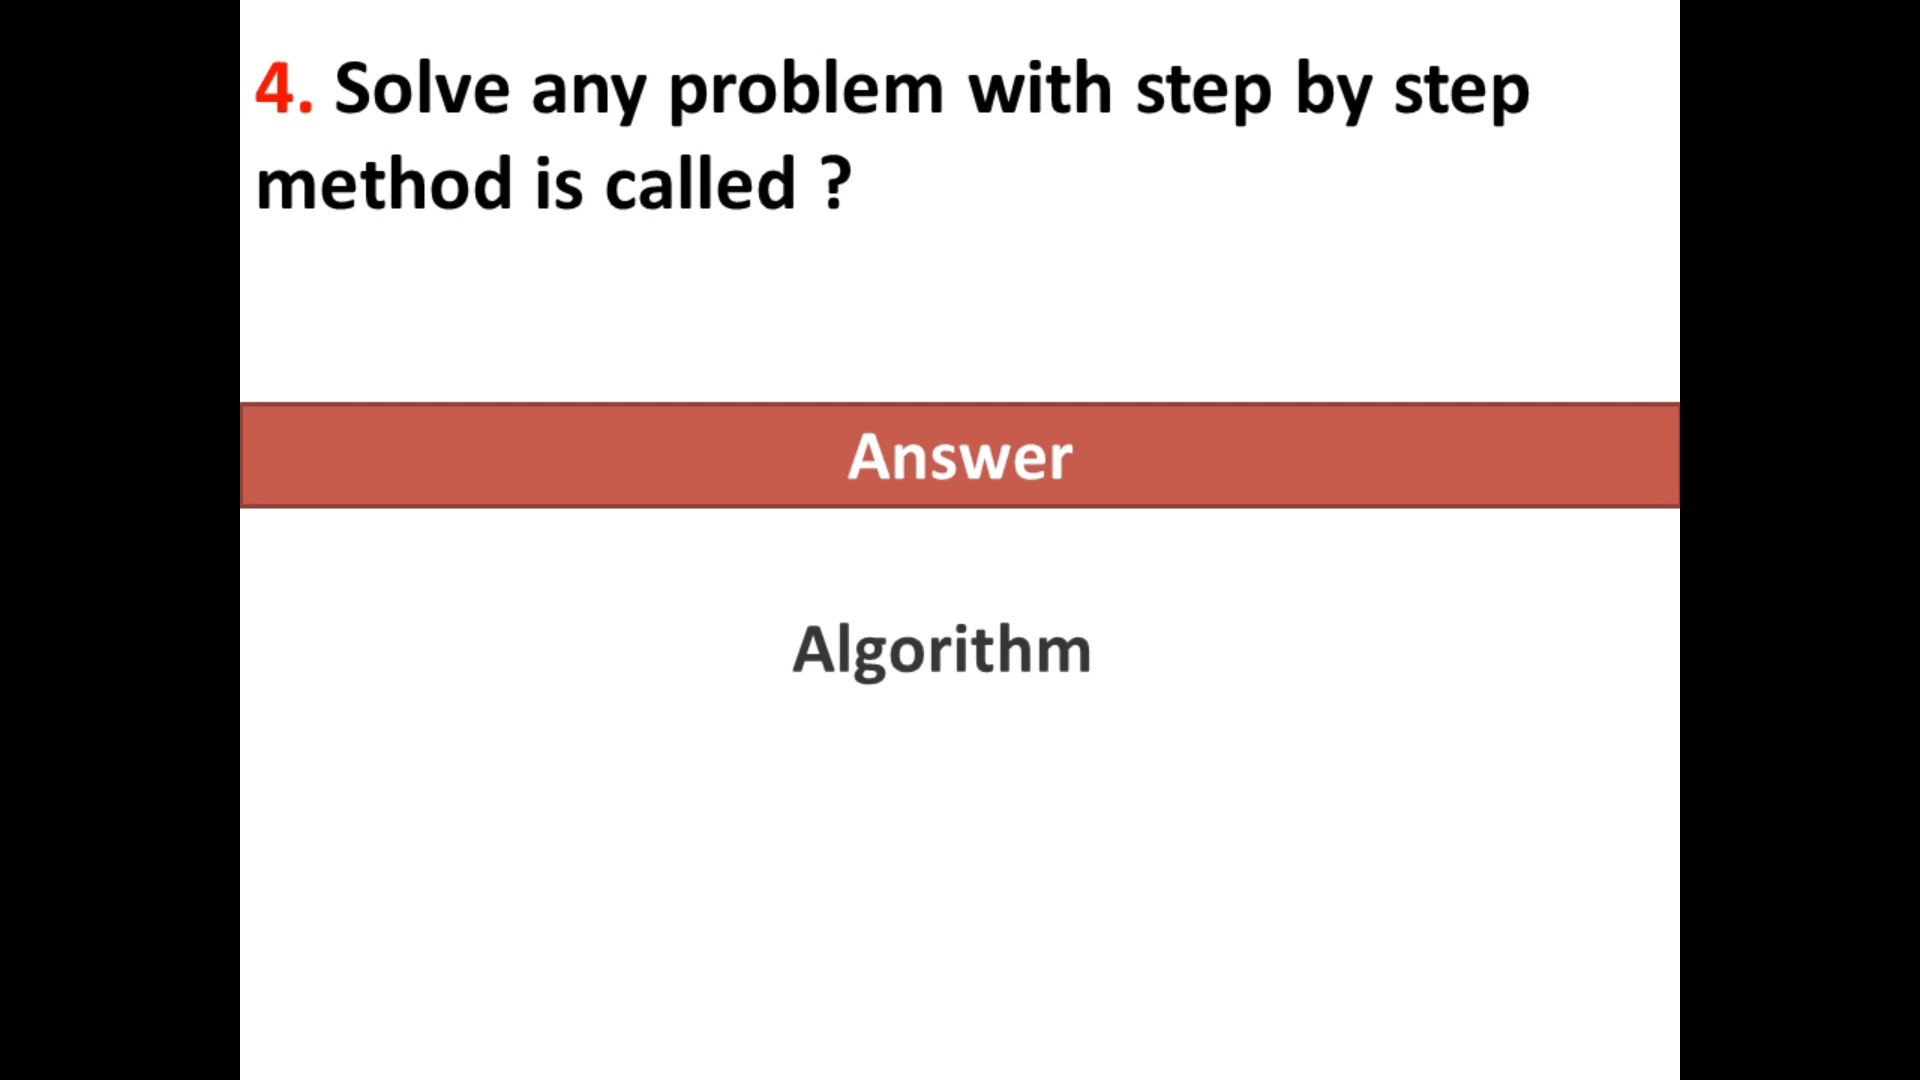 4. Solve any problem with step by step
method is called ?
Answer
Algorithm